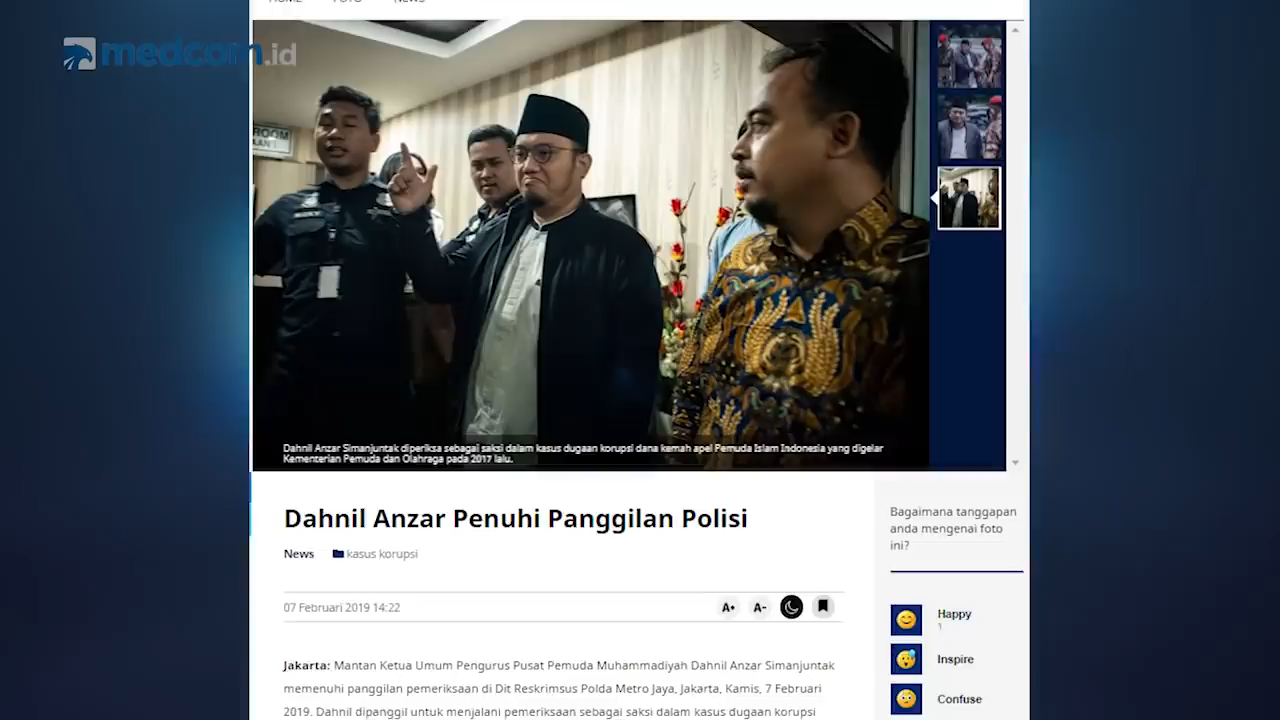 HOME FOTO NEWS
medcom.id
ROOM
Dahnil Anzar Simanjuntak diperiksa sebagai saksi dalam kasus dugaan korupsi dana kemah apel Pemuda Islam Indonesia yang digelar
Kementerian Pemuda dan Olahraga pada 2017 lalu.
Dahnil Anzar Penuhi Panggilan Polisi
News kasus korupsi
07 Februari 2019 14:22
A+ A-
Jakarta: Mantan Ketua Umum Pengurus Pusat Pemuda Muhammadiyah Dahnil Anzar Simanjuntak
memenuhi panggilan pemeriksaan di Dit Reskrimsus Polda Metro Jaya, Jakarta, Kamis, 7 Februari
2019. Dahnil dipanggil untuk menjalani pemeriksaan sebagai saksi dalam kasus dugaan korupsi
Bagaimana tanggapan
anda mengenai foto
ini?
Happy
1
Inspire
Confuse